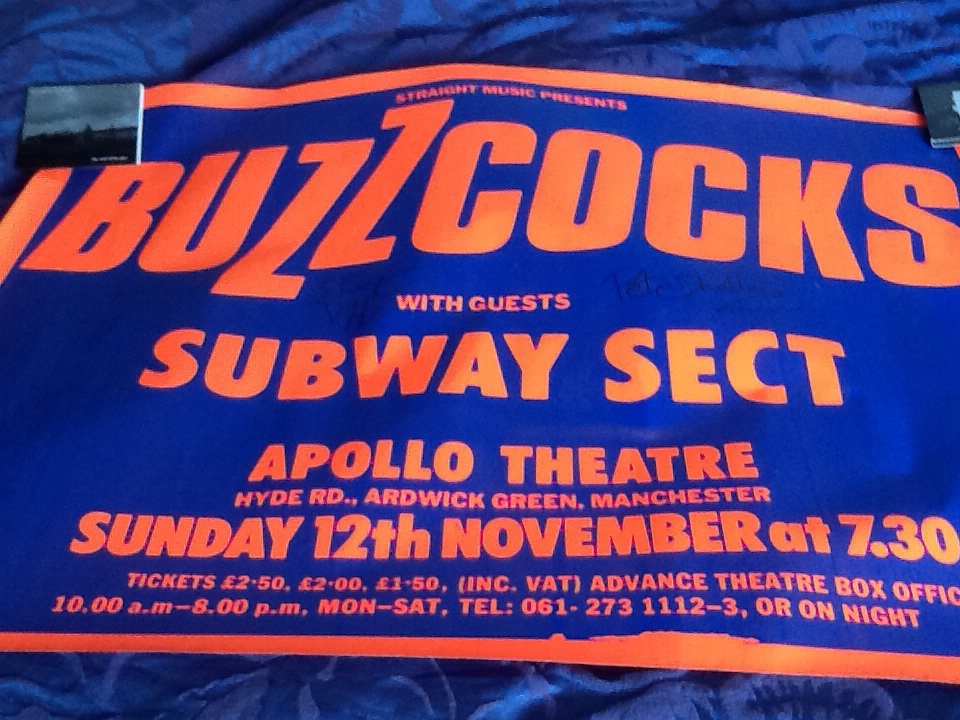 STRAIGHT MUSIC PRESENTS
BUZZCOCKS
WITH GUESTS
SUBWAY SECT
APOLLO THEATRE
HYDE RD., ARDWICK GREEN, MANCHESTER
SUNDAY 12th NOVEMBER at 7.30
TICKETS £2·50, £2·00, £1·50, (INC. VAT) ADVANCE THEATRE BOX OFFIC
10.00 a.m—8.00 p.m, MON—SAT, TEL: 061- 273 1112—3, OR ON NIGHT